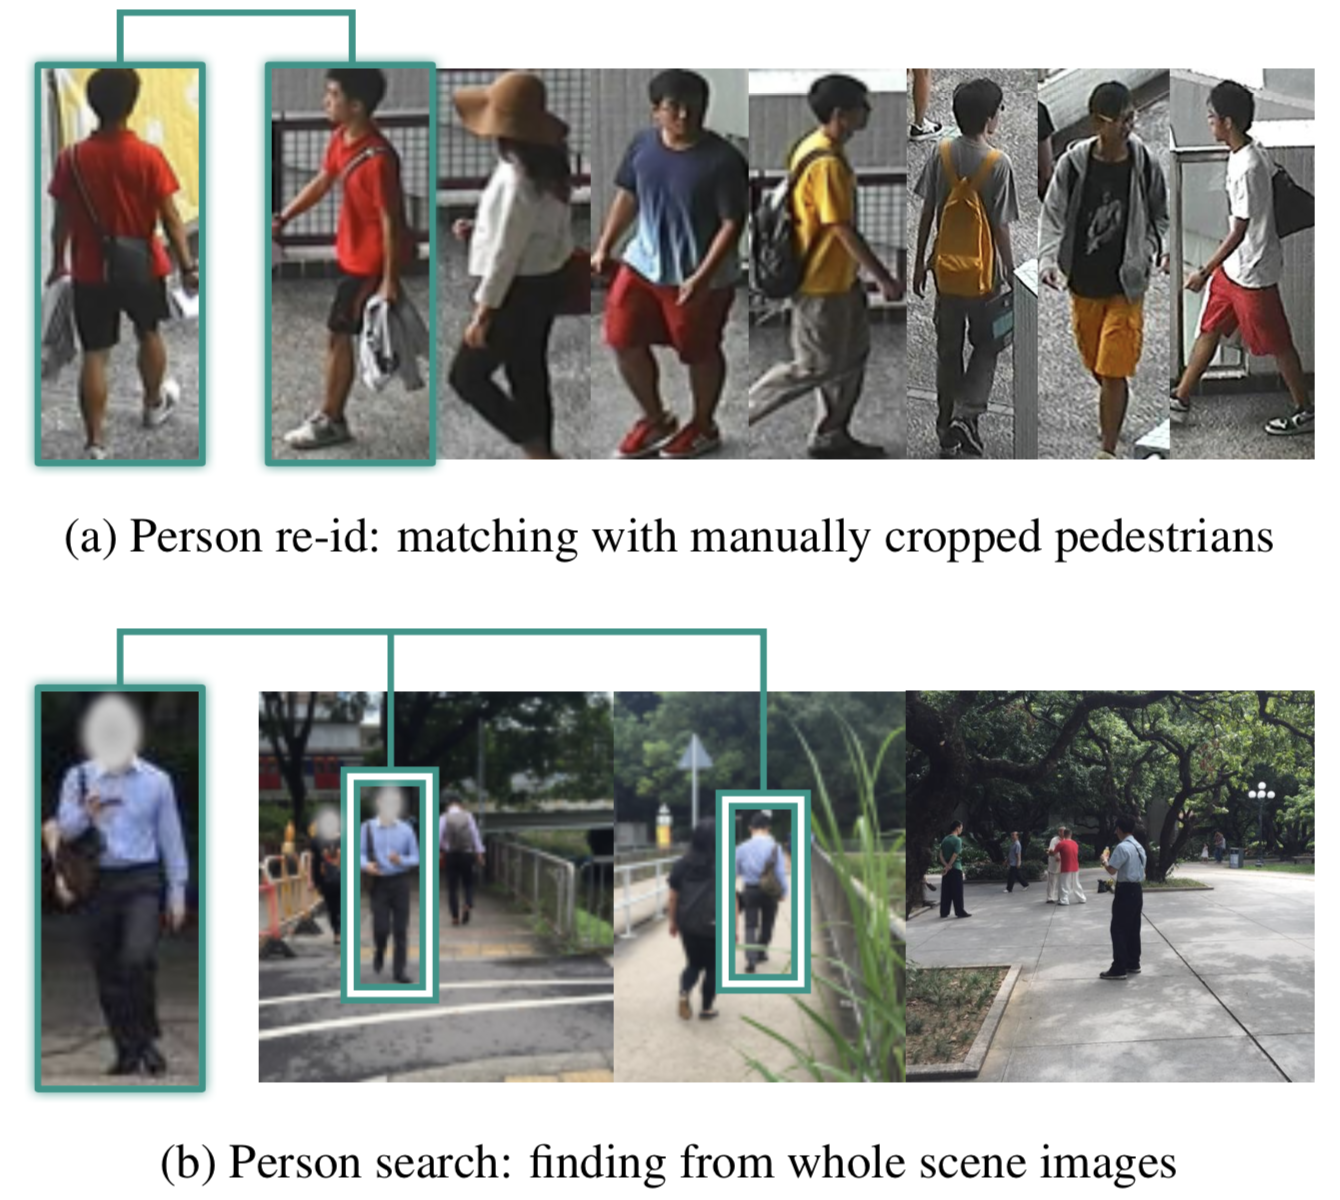 (a) Person re-id: matching with manually cropped pedestrians
(b) Person search: finding from whole scene images